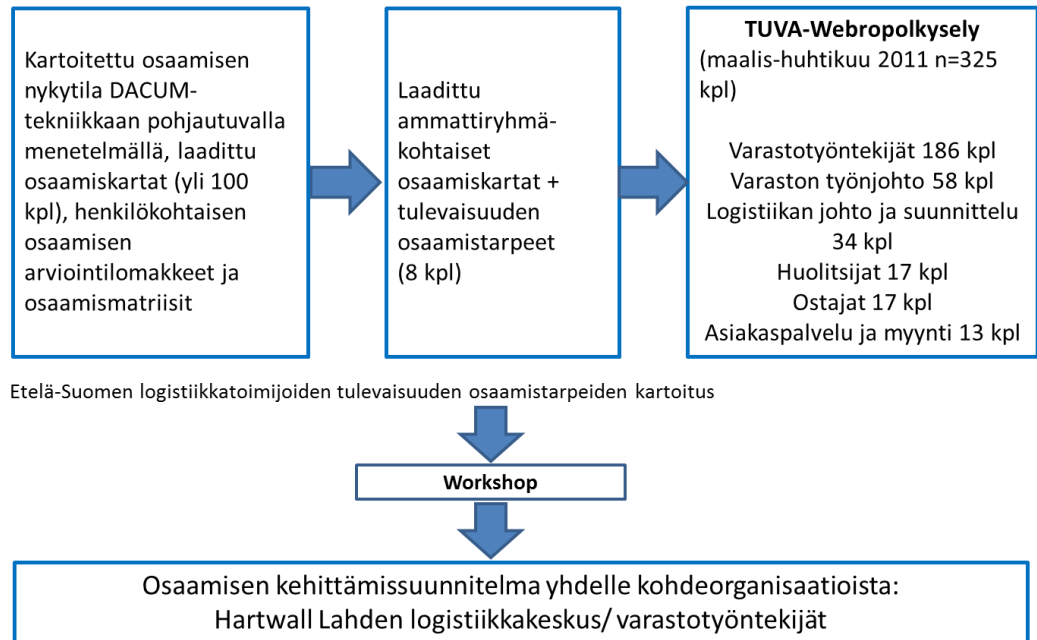 Kartoitettu osaamisen
nykytila DACUM-
tekniikkaan pohjautuvalla
menetelmällä, laadittu
osaamiskartat (yli 100
kpl), henkilökohtaisen
osaamisen
arviointilomakkeet ja
osaamismatriisit
Laadittu
ammattiryhmä-
kohtaiset
osaamiskartat +
tulevaisuuden
osaamistarpeet
(8 kpl)
TUVA-Webropolkysely
(maalis-huhtikuu 2011 n=325
kpl)
Varastotyöntekijät 186 kpl
Varaston työnjohto 58 kpl
Logistiikan johto ja suunnittelu
34 kpl
Huolitsijat 17 kpl
Ostajat 17 kpl
Asiakaspalvelu ja myynti 13 kpl
Etelä-Suomen logistiikkatoimijoiden tulevaisuuden osaamistarpeiden kartoitus
Workshop
Osaamisen kehittämissuunnitelma yhdelle kohdeorganisaatioista:
Hartwall Lahden logistiikkakeskus/ varastotyöntekijät